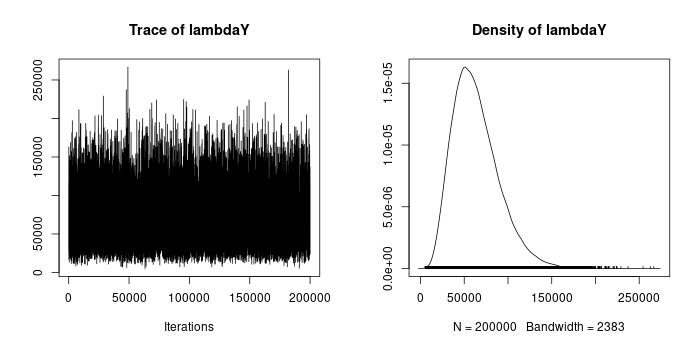 Trace of lambdaY
250000
150000
50000
0
0 50000 100000 150000 200000
Iterations
Density of lambdaY
1.5e-05
1.0e-05
5.0e-06
0.0e+00
0 50000 150000 250000
N = 200000 Bandwidth = 2383